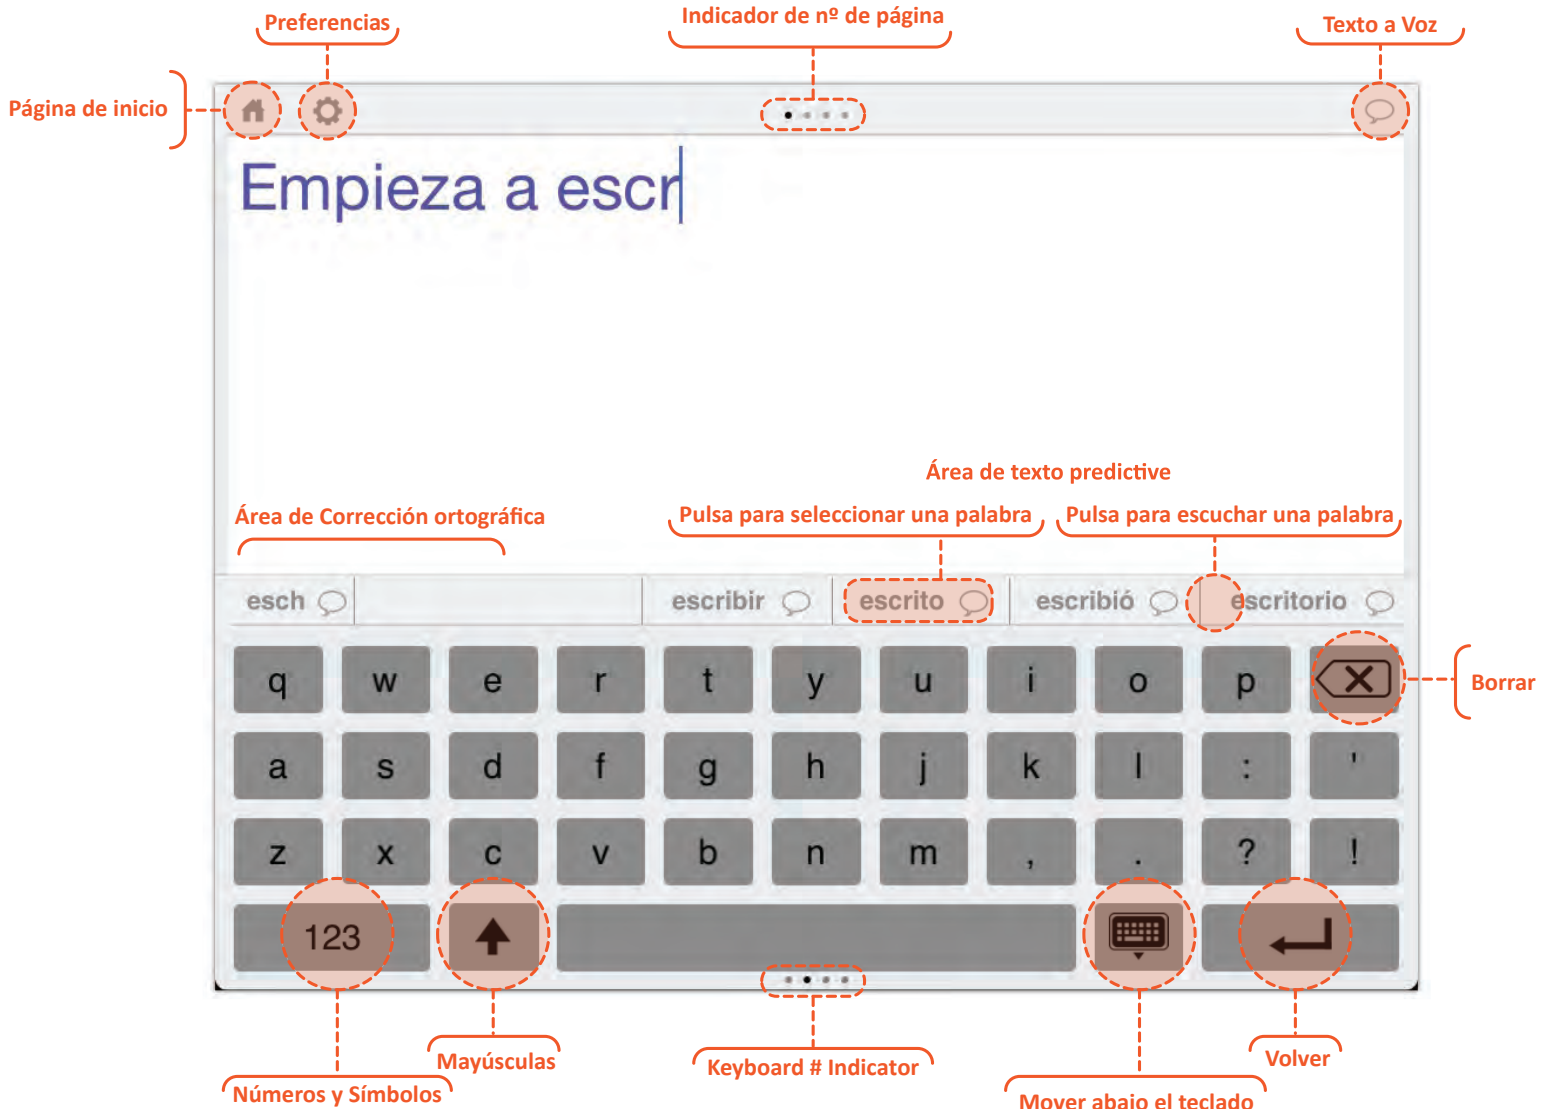 Preferencias
Indicador de nº de página
Texto a Voz
Página de inicio
Empieza a escr
Área de texto predictive
Área de Corrección ortográfica
Pulsa para seleccionar una palabra
Pulsa para escuchar una palabra
esch
escribir
escrito
escribió
escritorio
q w e r t y u i o p
Borrar
a s d f g h j k l : '
z x c v b n m , . ? !
123
Mayúsculas
Keyboard # Indicator
Volver
Números y Símbolos
Mover abajo el teclado